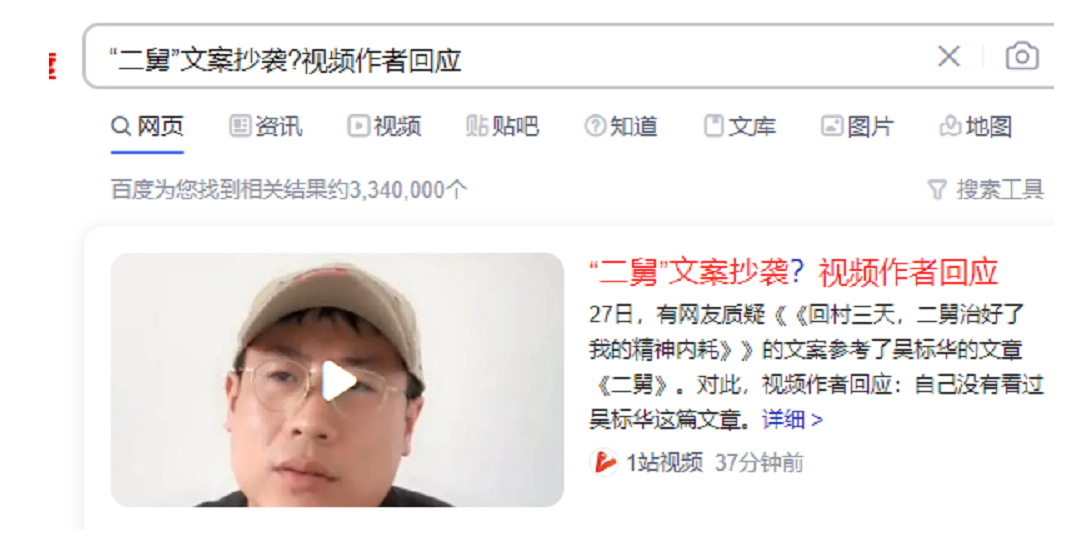 “二舅”文案抄袭?视频作者回应
网页 资讯 视频 贴吧 知道 文库 图片 地图
百度为您找到相关结果约3,340,000个 搜索工具
“二舅”文案抄袭？视频作者回应
27日，有网友质疑《《回村三天，二舅治好了
我的精神内耗》》的文案参考了吴标华的文章
《二舅》。对此，视频作者回应：自己没有看过
吴标华这篇文章。详细 >
1站视频 37分钟前